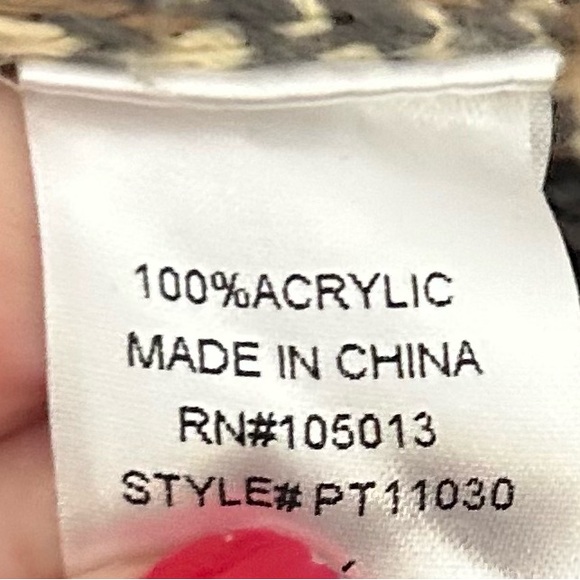 100%ACRYLIC
MADE IN CHINA
RN#105013
STYLE# PT11030